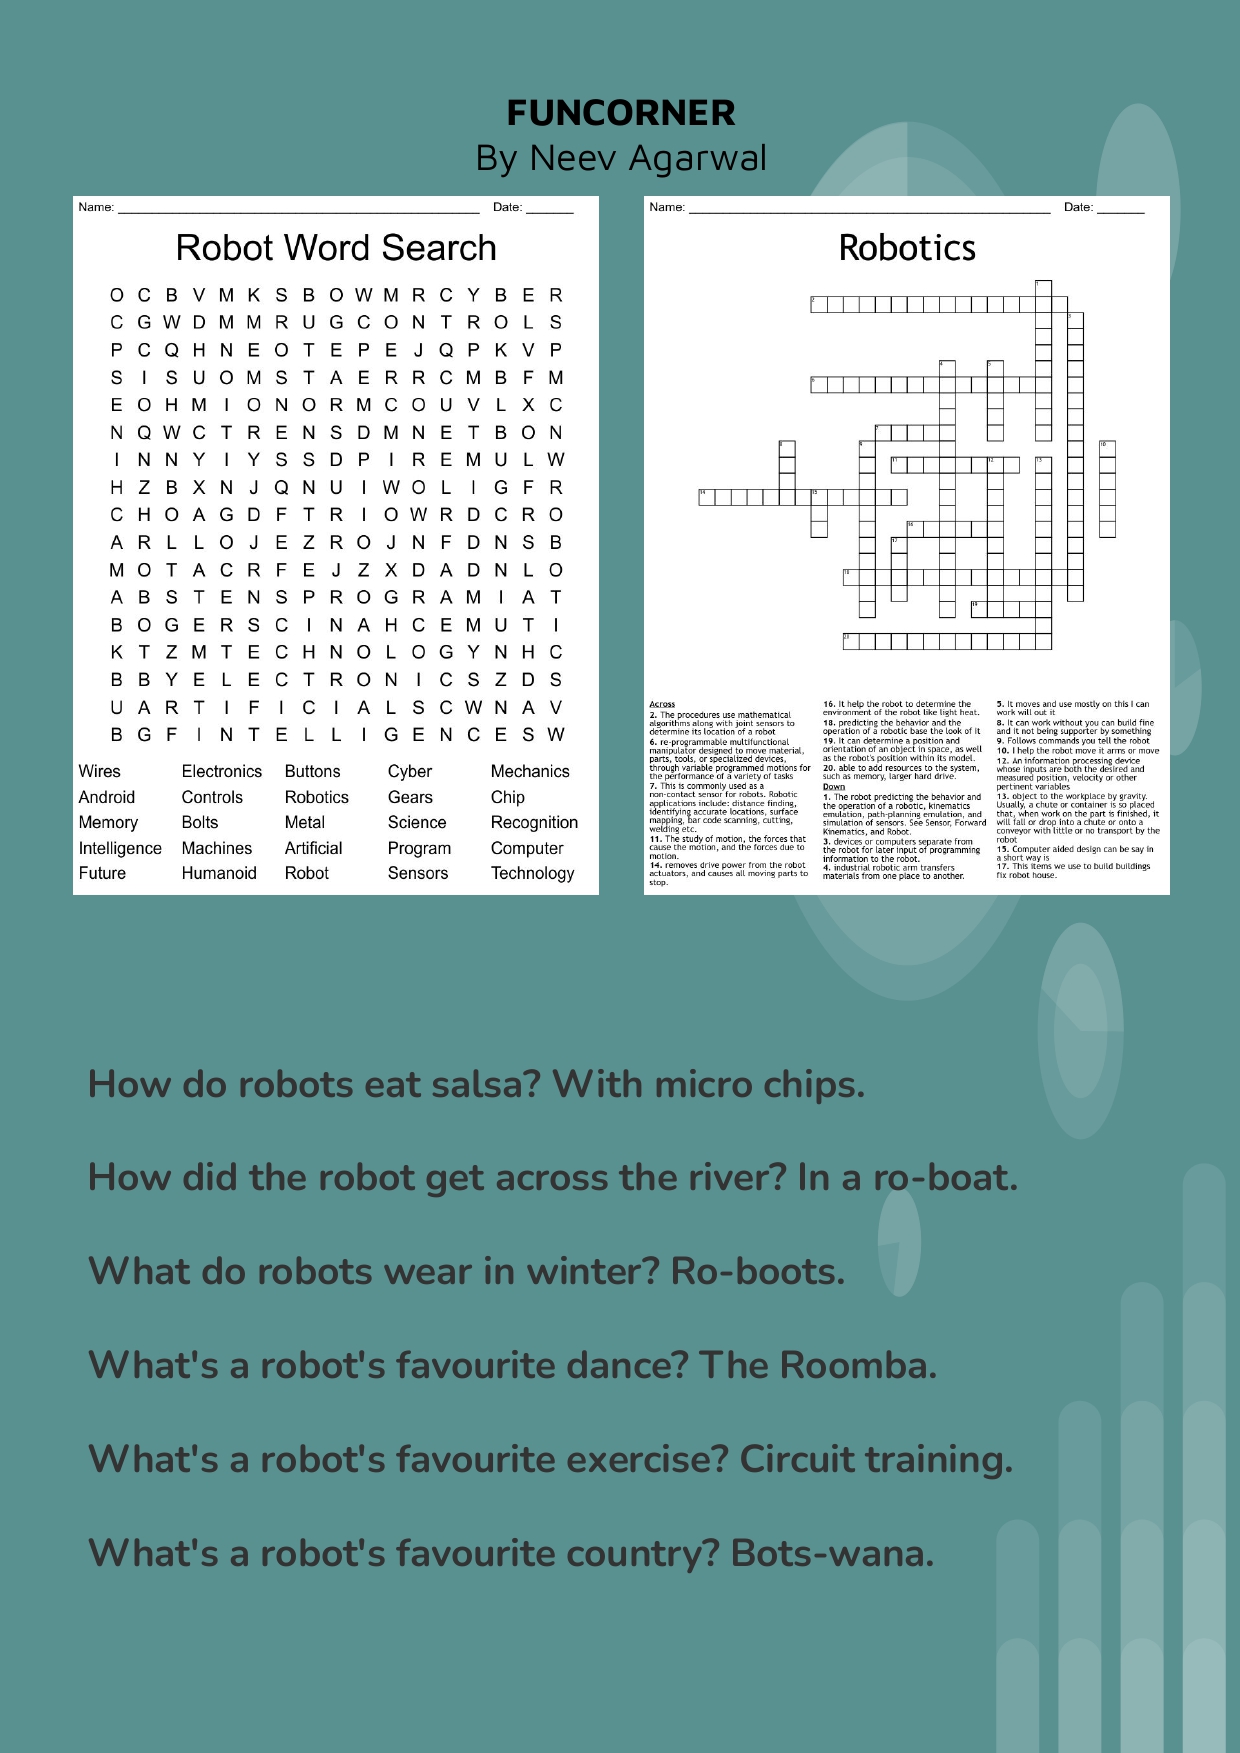 FUNCORNER
By Neev Agarwal
Name: Date:
Robot Word Search
O C B V M K S B O W M R C Y B E R
C G W D M M R U G C O N T R O L S
P C Q H N E O T E P E J Q P K V P
S I S U O M S T A E R R C M B F M
E O H M I O N O R M C O U V L X C
N Q W C T R E N S D M N E T B O N
I N N Y I Y S S D P I R E M U L W
H Z B X N J Q N U I W O L I G F R
C H O A G D F T R I O W R D C R O
A R L L O J E Z R O J N F D N S B
M O T A C R F E J Z X D A D N L O
A B S T E N S P R O G R A M I A T
B O G E R S C I N A H C E M U T I
K T Z M T E C H N O L O G Y N H C
B B Y E L E C T R O N I C S Z D S
U A R T I F I C I A L S C W N A V
B G F I N T E L L I G E N C E S W
Wires Electronics Buttons Cyber Mechanics
Android Controls Robotics Gears Chip
Memory Bolts Metal Science Recognition
Intelligence Machines Artificial Program Computer
Future Humanoid Robot Sensors Technology
Name: Date:
Robotics
1
2
3
4 5
6
7
8 9 10
11 12 13
14 15
16
17
18
19
20
Across
2. The procedures use mathematical
algorithms along with joint sensors to
determine its location of a robot
6. re-programmable multifunctional
manipulator designed to move material,
parts, tools, or specialized devices,
through variable programmed motions for
the performance of a variety of tasks
7. This is commonly used as a
non-contact sensor for robots. Robotic
applications include: distance finding,
identifying accurate locations, surface
mapping, bar code scanning, cutting,
welding etc.
11. The study of motion, the forces that
cause the motion, and the forces due to
motion.
14. removes drive power from the robot
actuators, and causes all moving parts to
stop.
16. It help the robot to determine the
environment of the robot like light heat.
18. predicting the behavior and the
operation of a robotic base the look of it
19. It can determine a position and
orientation of an object in space, as well
as the robot's position within its model.
20. able to add resources to the system,
such as memory, larger hard drive.
Down
1. The robot predicting the behavior and
the operation of a robotic, kinematics
emulation, path-planning emulation, and
simulation of sensors. See Sensor, Forward
Kinematics, and Robot.
3. devices or computers separate from
the robot for later input of programming
information to the robot.
4. industrial robotic arm transfers
materials from one place to another.
5. It moves and use mostly on this I can
work will out it
8. It can work without you can build fine
and it not being supporter by something
9. Follows commands you tell the robot
10. I help the robot move it arms or move
12. An information processing device
whose inputs are both the desired and
measured position, velocity or other
pertinent variables
13. object to the workplace by gravity.
Usually, a chute or container is so placed
that, when work on the part is finished, it
will fall or drop into a chute or onto a
conveyor with little or no transport by the
robot
15. Computer aided design can be say in
a short way is
17. This items we use to build buildings
fix robot house.
How do robots eat salsa? With micro chips.
How did the robot get across the river? In a ro-boat.
What do robots wear in winter? Ro-boots.
What's a robot's favourite dance? The Roomba.
What's a robot's favourite exercise? Circuit training.
What's a robot's favourite country? Bots-wana.